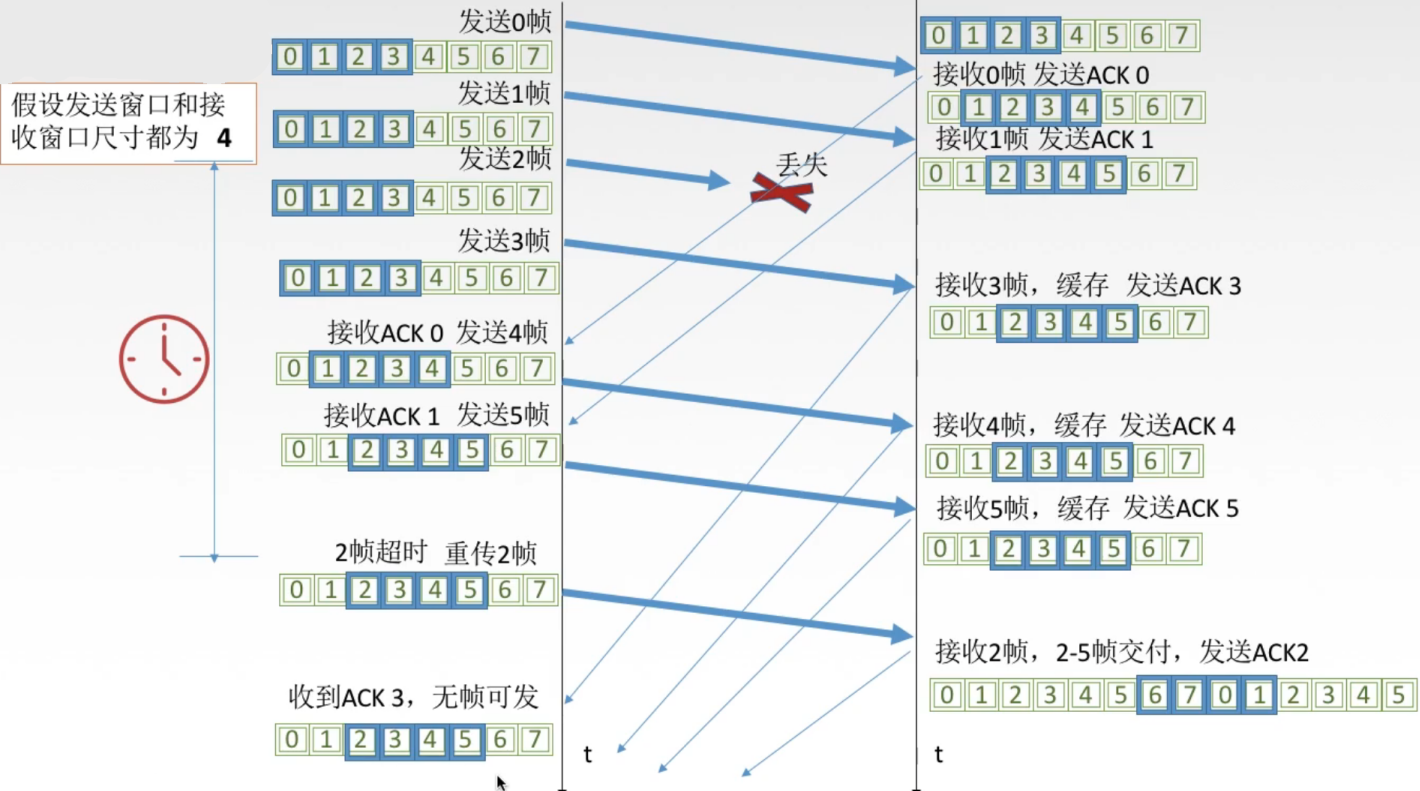 发送0帧
0 1 2 3 4 5 6 7
假设发送窗口和接
收窗口尺寸都为 4
发送1帧
0 1 2 3 4 5 6 7
发送2帧
0 1 2 3 4 5 6 7
发送3帧
0 1 2 3 4 5 6 7
接收ACK 0 发送4帧
0 1 2 3 4 5 6 7
接收ACK 1 发送5帧
0 1 2 3 4 5 6 7
2帧超时 重传2帧
0 1 2 3 4 5 6 7
收到ACK 3，无帧可发
0 1 2 3 4 5 6 7
丢失
t
0 1 2 3 4 5 6 7
接收0帧 发送ACK 0
0 1 2 3 4 5 6 7
接收1帧 发送ACK 1
0 1 2 3 4 5 6 7
接收3帧，缓存 发送ACK 3
0 1 2 3 4 5 6 7
接收4帧，缓存 发送ACK 4
0 1 2 3 4 5 6 7
接收5帧，缓存 发送ACK 5
0 1 2 3 4 5 6 7
接收2帧，2-5帧交付，发送ACK2
0 1 2 3 4 5 6 7 0 1 2 3 4 5
t